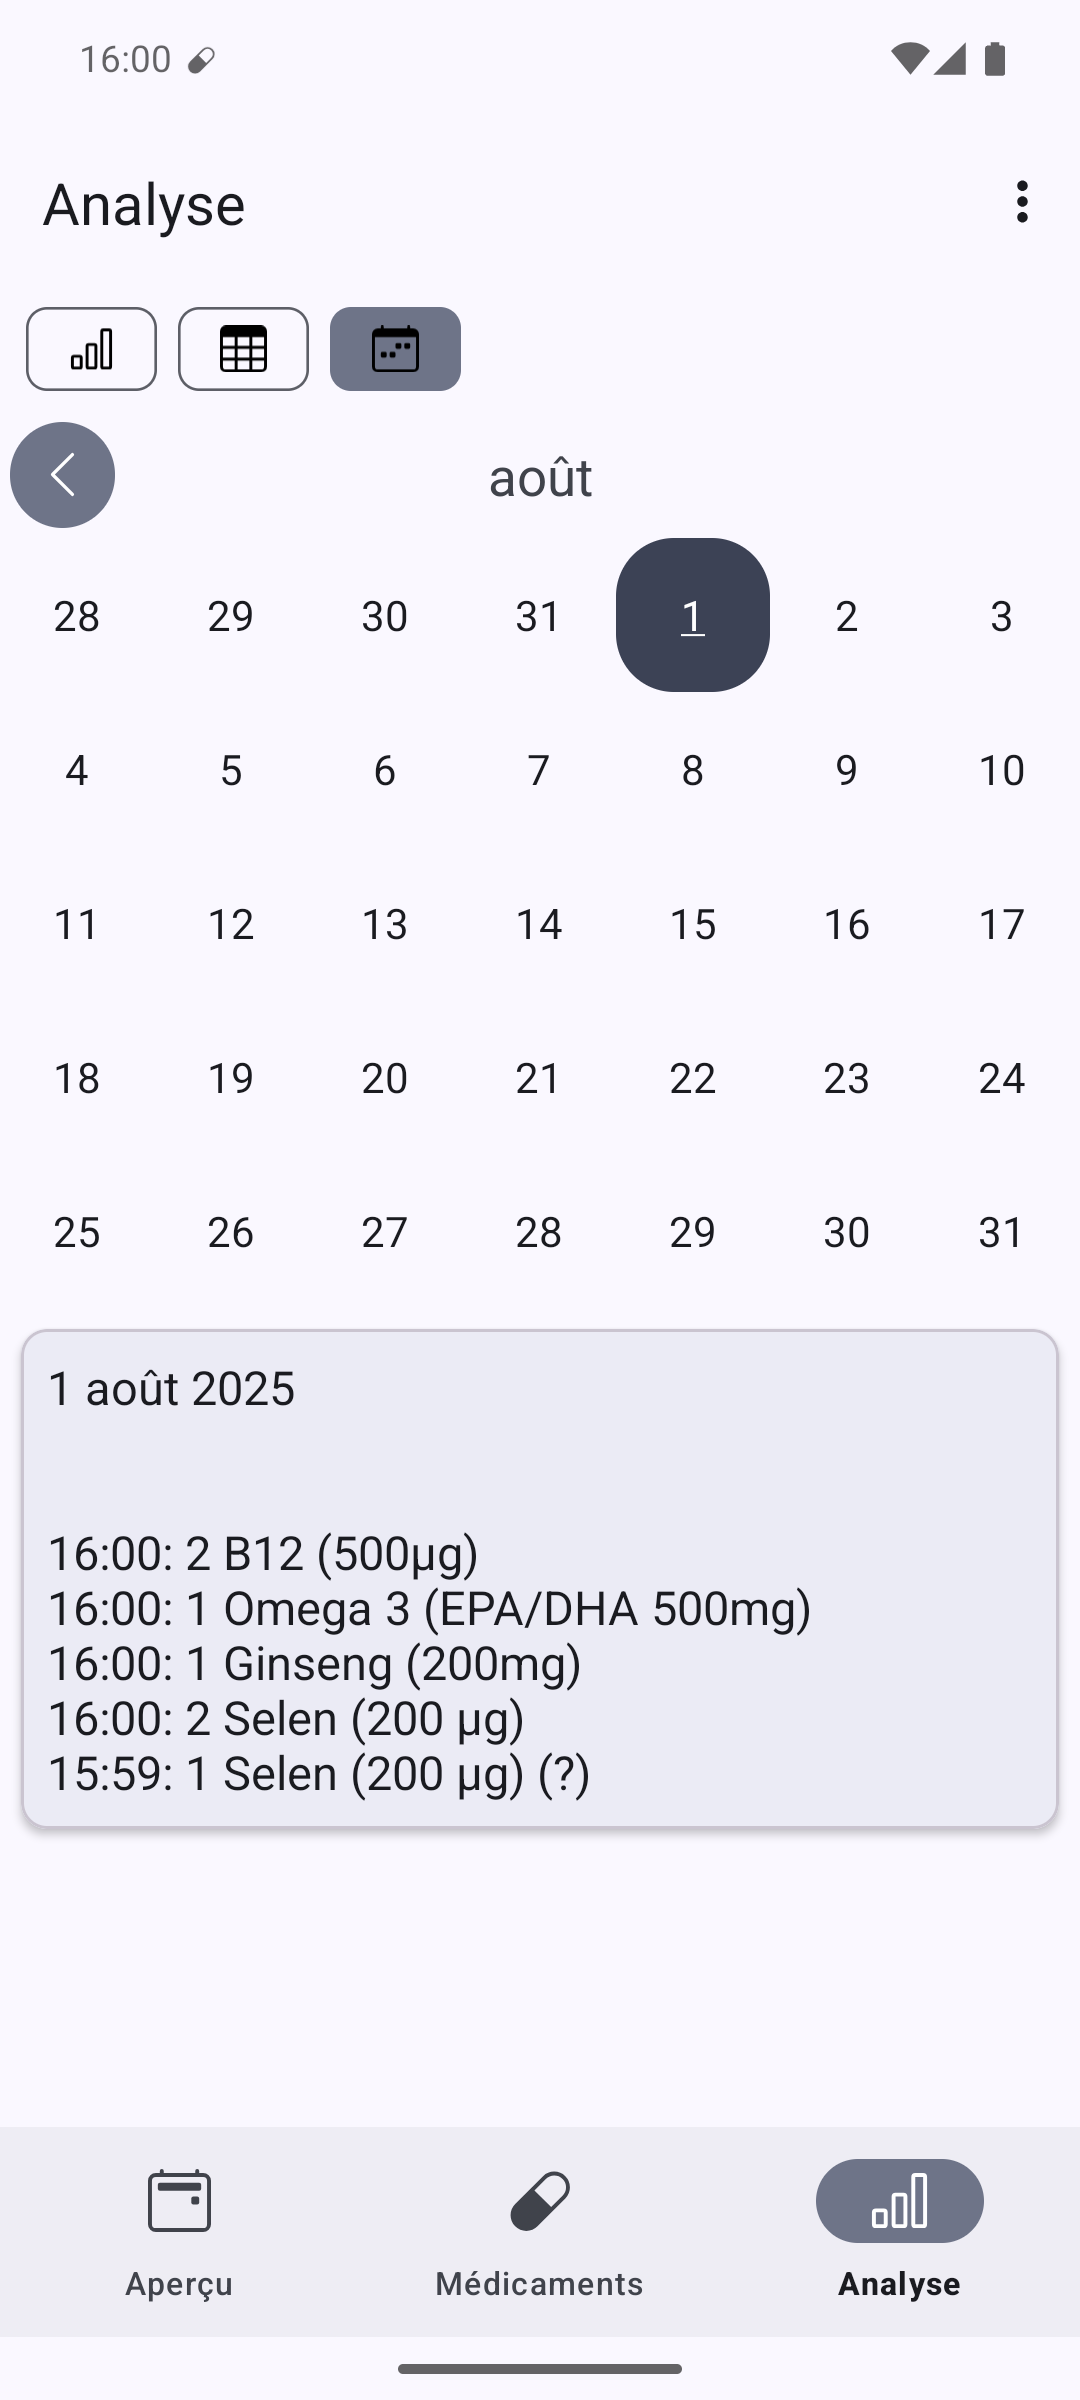 16:00
Analyse
août
28 29 30 31 1 2 3
4 5 6 7 8 9 10
11 12 13 14 15 16 17
18 19 20 21 22 23 24
25 26 27 28 29 30 31
1 août 2025
16:00: 2 B12 (500µg)
16:00: 1 Omega 3 (EPA/DHA 500mg)
16:00: 1 Ginseng (200mg)
16:00: 2 Selen (200 µg)
15:59: 1 Selen (200 µg) (?)
Aperçu Médicaments Analyse